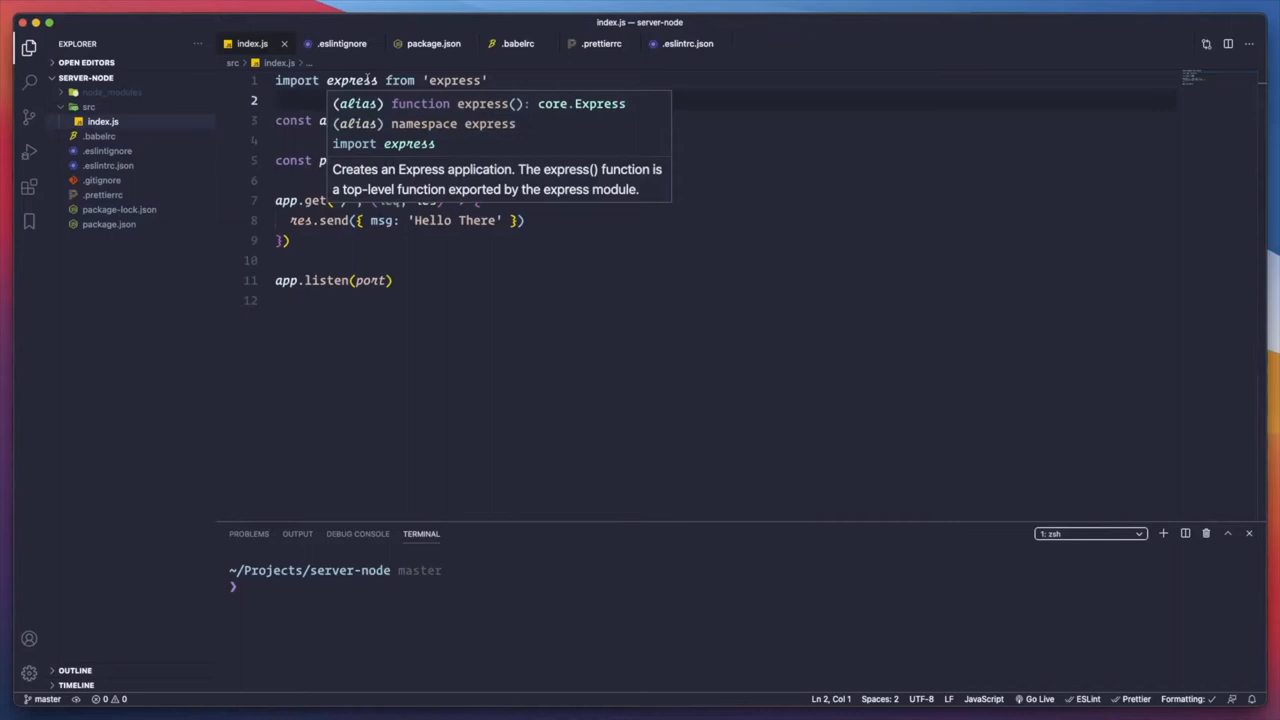 index.js — server-node
EXPLORER
index.js
.eslintignore
package.json
.babelrc
.prettierrc
.eslintrc.json
OPEN EDITORS
src
index.js
...
SERVER-NODE
node_modules
src
index.js
.babelrc
.eslintignore
.eslintrc.json
.gitignore
.prettierrc
package-lock.json
package.json
1 import express from 'express'
2
(alias) function express(): core.Express
(alias) namespace express
import express
Creates an Express application. The express() function is
a top-level function exported by the express module.
3 const a
4
5 const p
6
7 app.get(
8 res.send({ msg: 'Hello There' })
9 })
10
11 app.listen(port)
12
PROBLEMS
OUTPUT
DEBUG CONSOLE
TERMINAL
1: zsh
~/Projects/server-node master
❯
OUTLINE
TIMELINE
master
0
0
Ln 2, Col 1
Spaces: 2
UTF-8
LF
JavaScript
Go Live
ESLint
Prettier
Formatting: